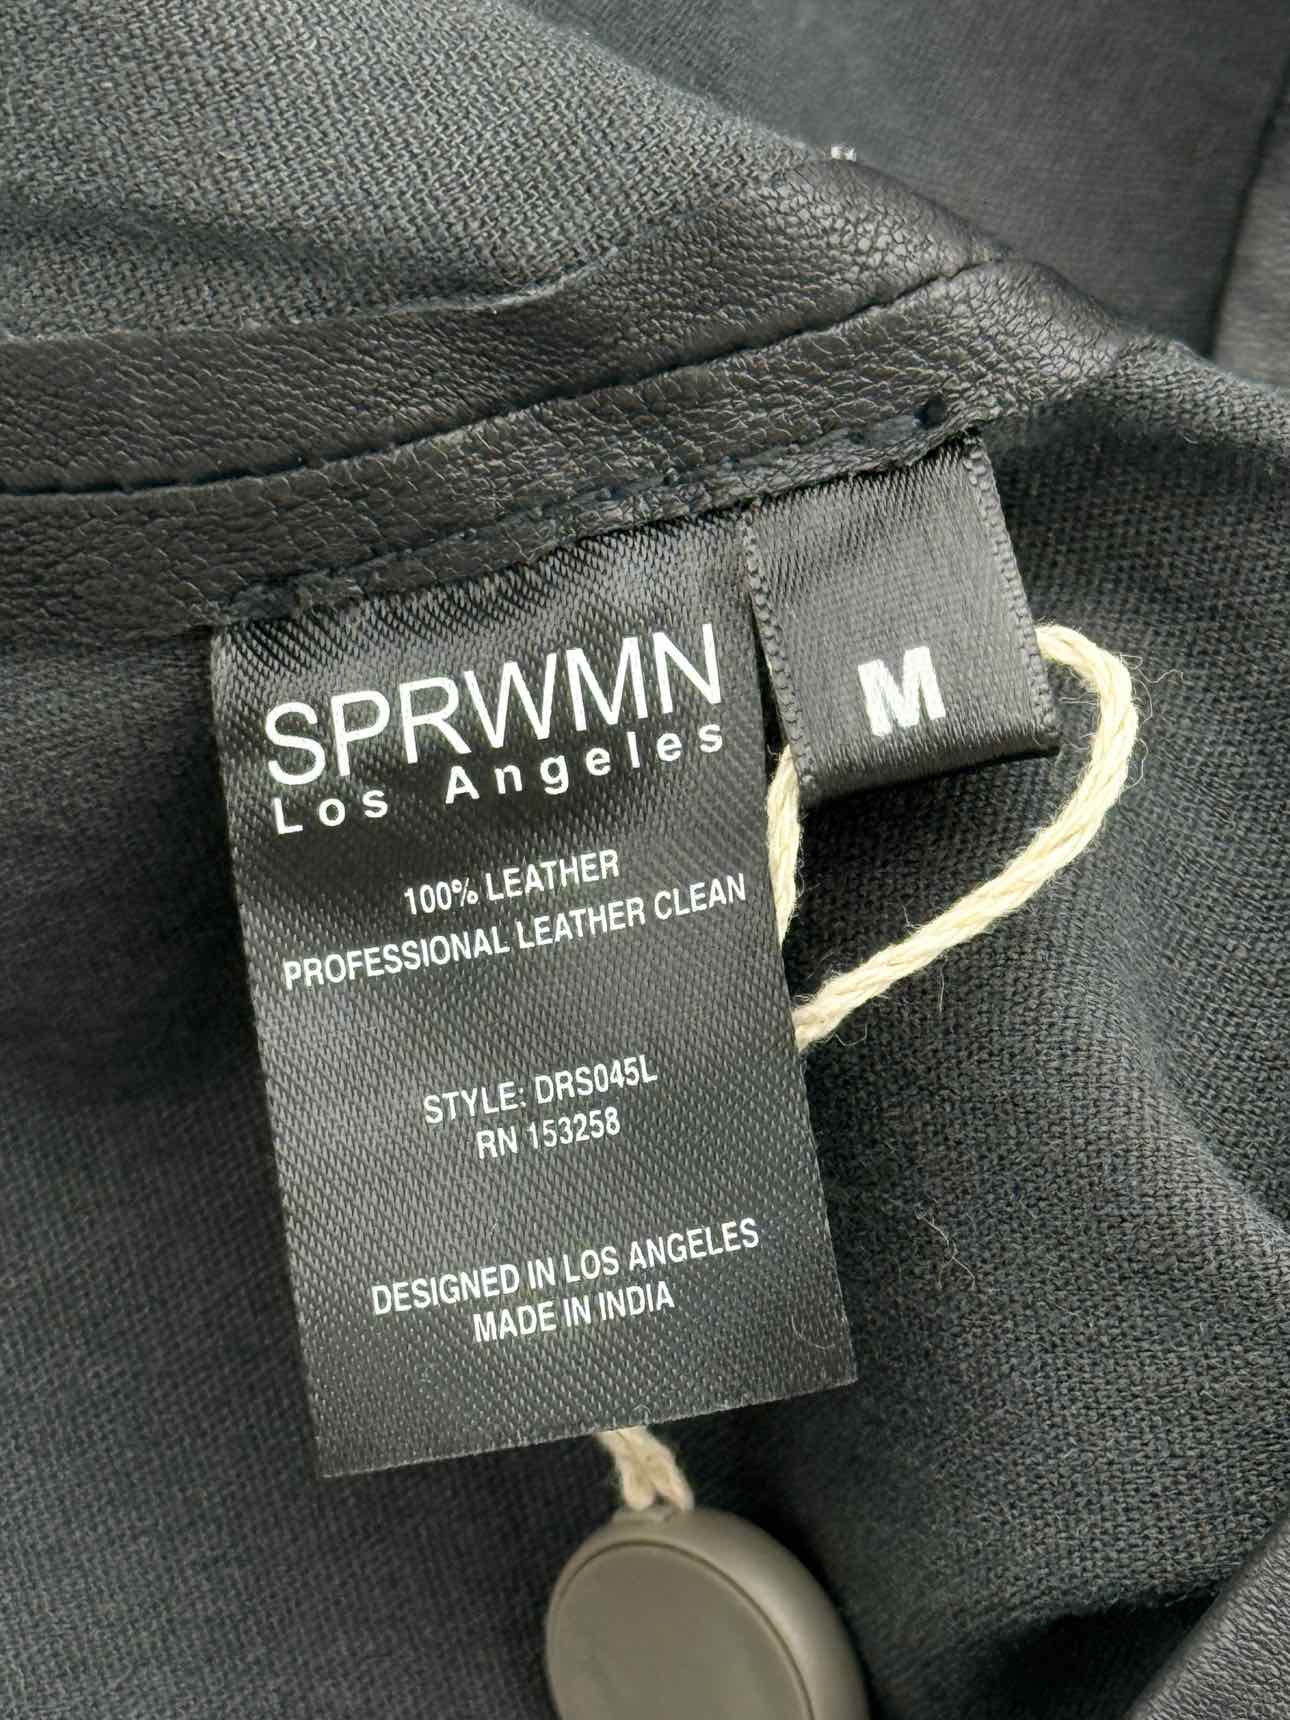 SPRWMN
Los Angeles
M
100% LEATHER
PROFESSIONAL LEATHER CLEAN
STYLE: DRS045L
RN 153258
DESIGNED IN LOS ANGELES
MADE IN INDIA